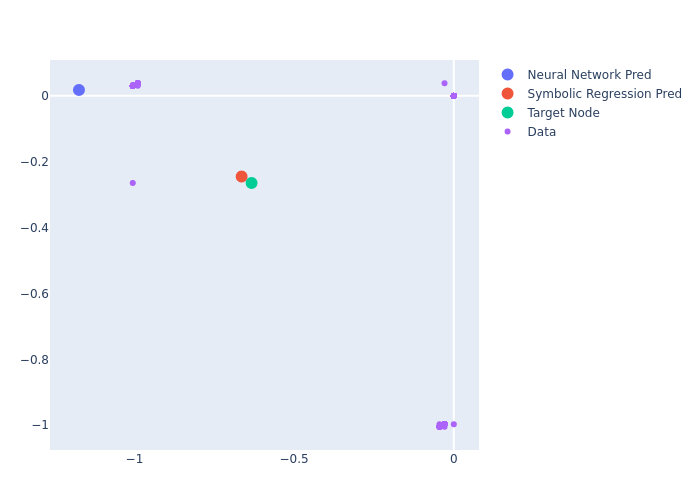 Neural Network Pred
Symbolic Regression Pred
Target Node
Data
0
−0.2
−0.4
−0.6
−0.8
−1
−1
−0.5
0